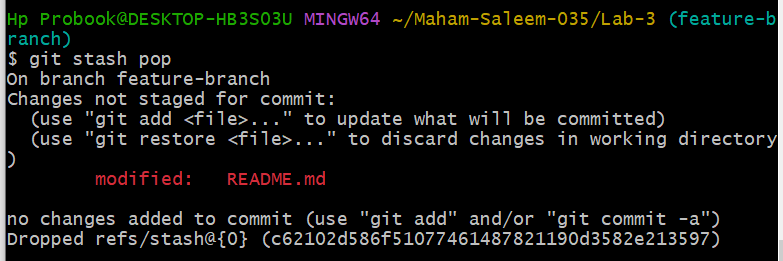 Hp Probook@DESKTOP-HB3SO3U MINGW64 ~/Maham-Saleem-035/Lab-3 (feature-b
ranch)
$ git stash pop
On branch feature-branch
Changes not staged for commit:
  (use "git add <file>..." to update what will be committed)
  (use "git restore <file>..." to discard changes in working directory
)
        modified:   README.md

no changes added to commit (use "git add" and/or "git commit -a")
Dropped refs/stash@{0} (c62102d586f51077461487821190d3582e213597)